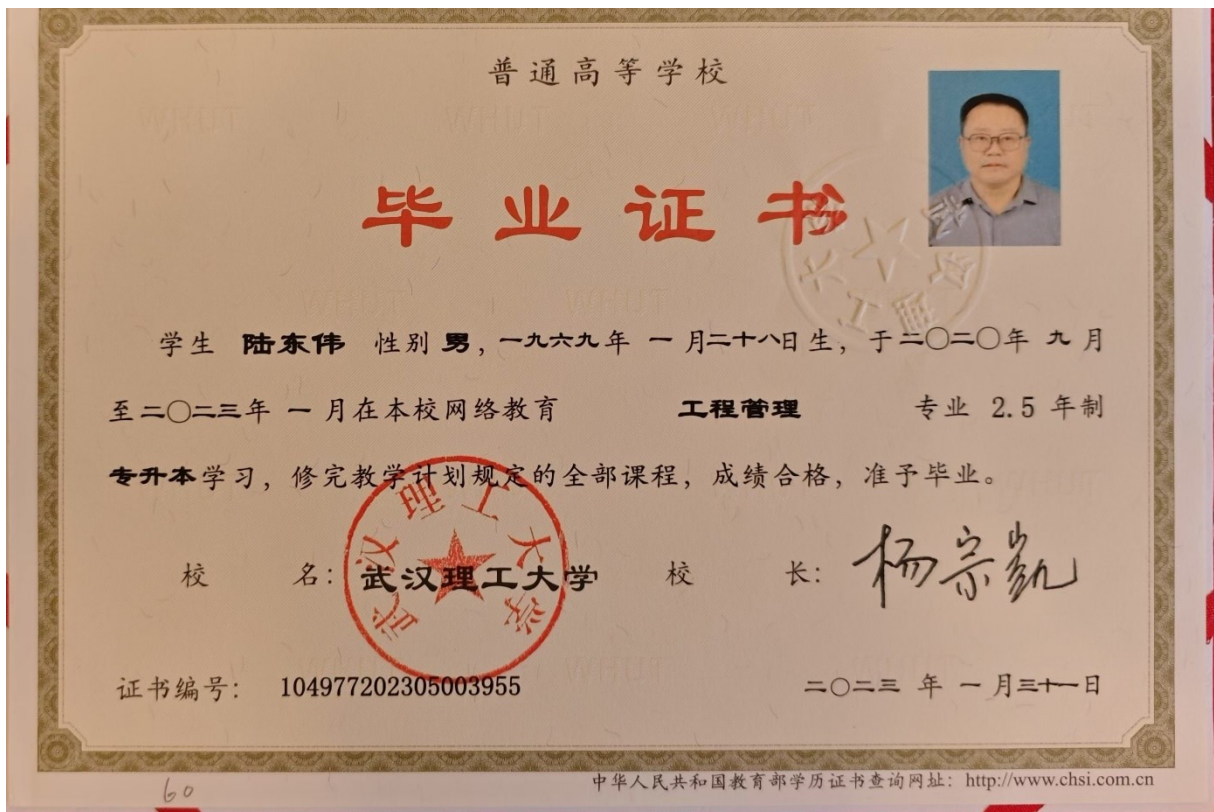 普通高等学校
毕业证书
学生 陆东伟 性别 男，一九六九年 一 月二十八日生，于二〇二〇年 九 月
至二〇二三年 一 月在本校网络教育 工程管理 专业 2.5 年制
专升本学习，修完教学计划规定的全部课程，成绩合格，准予毕业。
校 名：武汉理工大学 校 长：杨宗凯
武汉理工大学
证书编号： 104977202305003955 二〇二三 年 一 月三十一日
中华人民共和国教育部学历证书查询网址：http://www.chsi.com.cn
60